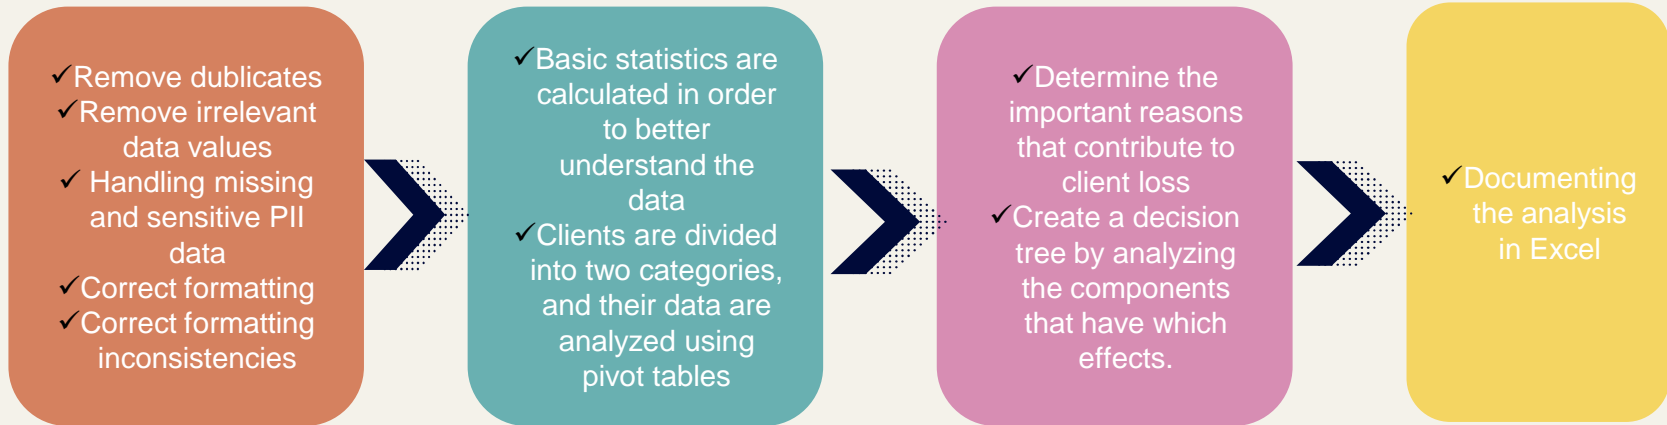 ✓Remove dublicates
✓Remove irrelevant
data values
✓ Handling missing
and sensitive PII
data
✓Correct formatting
✓Correct formatting
inconsistencies
✓Basic statistics are
calculated in order
to better
understand the
data
✓Clients are divided
into two categories,
and their data are
analyzed using
pivot tables
✓Determine the
important reasons
that contribute to
client loss
✓Create a decision
tree by analyzing
the components
that have which
effects.
✓Documenting
the analysis
in Excel